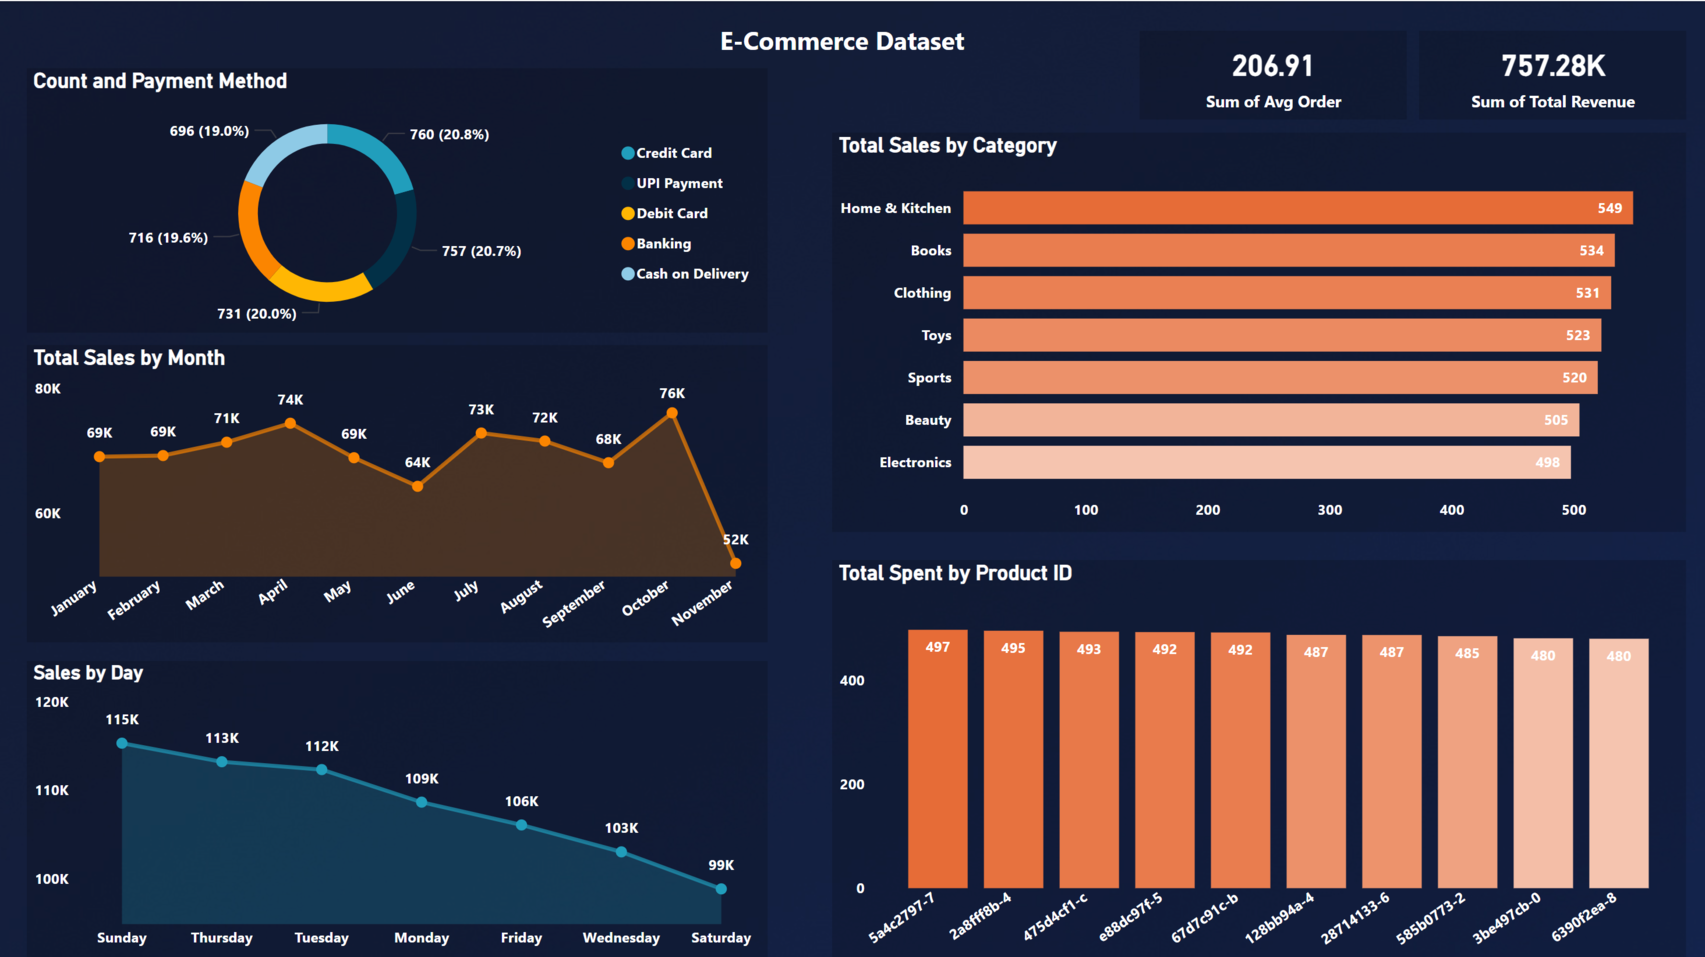 E-Commerce Dataset
206.91
Sum of Avg Order
757.28K
Sum of Total Revenue
Count and Payment Method
696 (19.0%)
760 (20.8%)
716 (19.6%)
757 (20.7%)
731 (20.0%)
Credit Card
UPI Payment
Debit Card
Banking
Cash on Delivery
Total Sales by Month
80K
60K
69K
69K
71K
74K
69K
64K
73K
72K
68K
76K
52K
January
February
March
April
May
June
July
August
September
October
November
Sales by Day
120K
110K
100K
115K
113K
112K
109K
106K
103K
99K
Sunday
Thursday
Tuesday
Monday
Friday
Wednesday
Saturday
Total Sales by Category
Home & Kitchen 549
Books 534
Clothing 531
Toys 523
Sports 520
Beauty 505
Electronics 498
0 100 200 300 400 500
Total Spent by Product ID
400
200
0
497
495
493
492
492
487
487
485
480
480
5a4c2797-7
2a8fff8b-4
475d4cf1-c
e88dc97f-5
67d7c91c-b
128bb94a-4
28714133-6
585b0773-2
3be497cb-0
6390f2ea-8